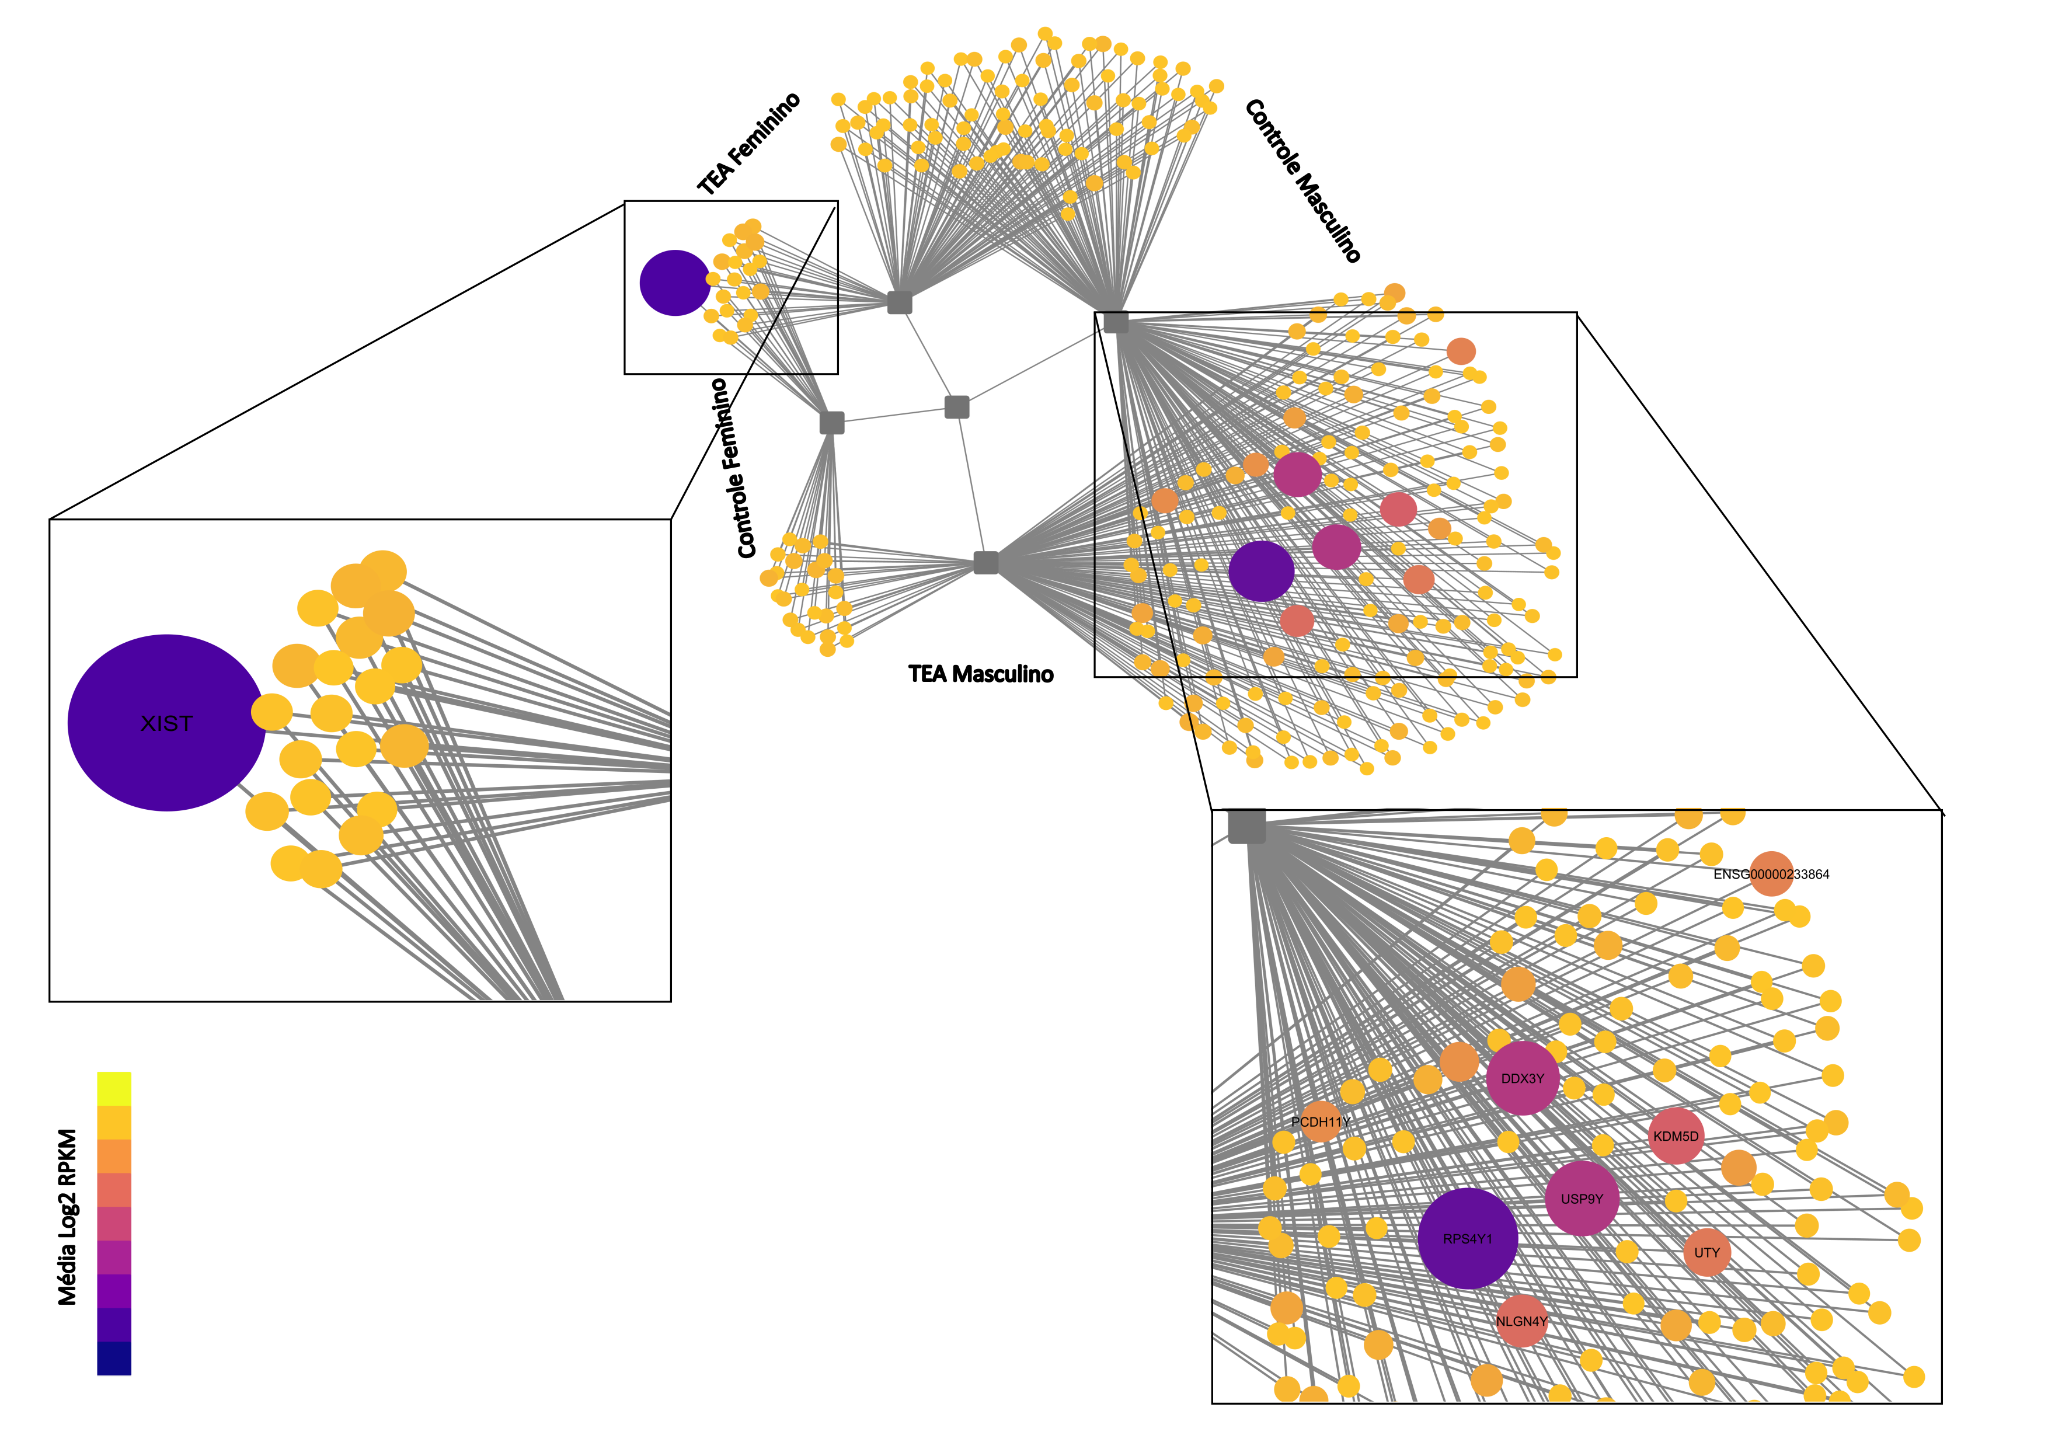 TEA Feminino
Controle Masculino
Controle Feminino
TEA Masculino
XIST
ENSG00000233864
DDX3Y
PCDH11Y
KDM5D
USP9Y
RPS4Y1
UTY
NLGN4Y
Média Log2 RPKM